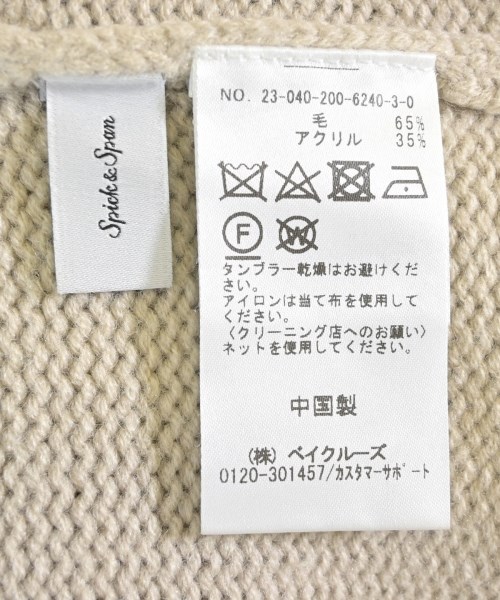 Spick & Span
NO. 23-040-200-6240-3-0
毛 65%
アクリル 35%
F
W
タンブラー乾燥はお避けくだ
さい。
アイロンは当て布を使用して
ください。
〈クリーニング店へのお願い〉
ネットを使用してください。
中国製
(株) ベイクルーズ
0120-301457/カスタマーサポート